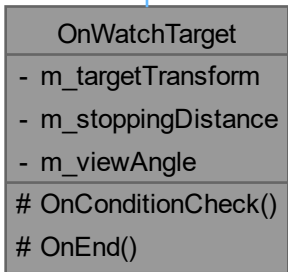 OnWatchTarget
- m_targetTransform
- m_stoppingDistance
- m_viewAngle
# OnConditionCheck()
# OnEnd()